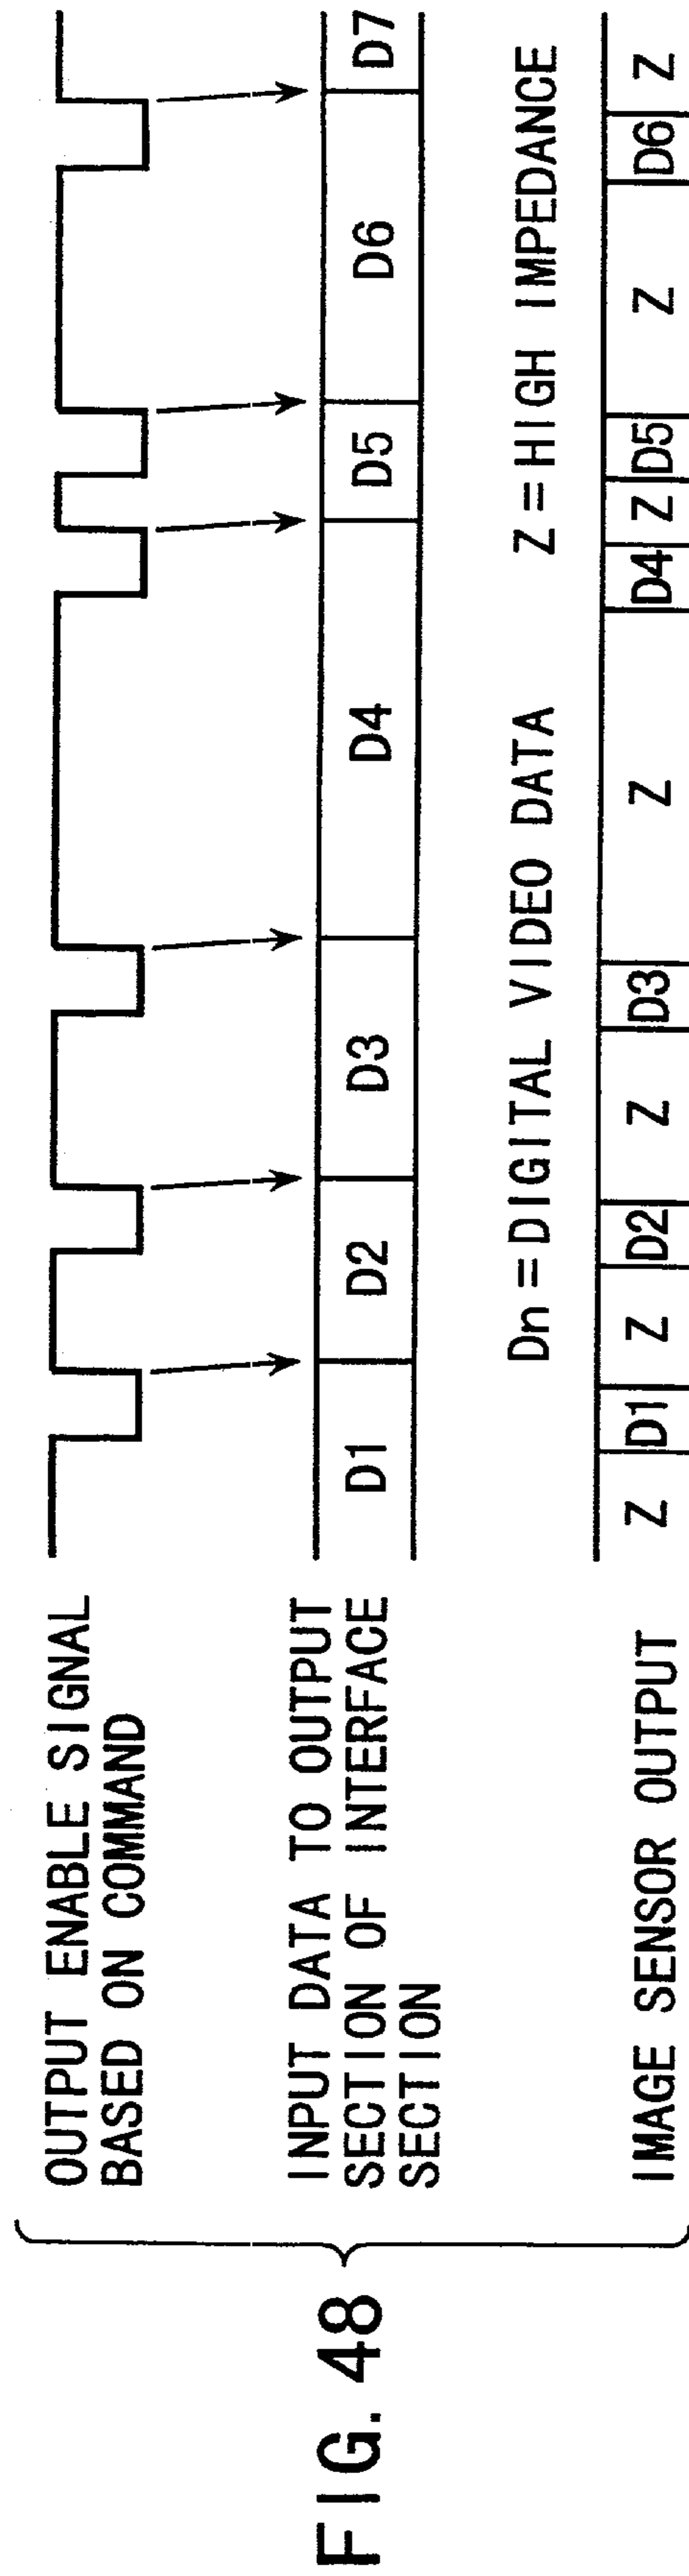 FIG. 48
OUTPUT ENABLE SIGNAL
BASED ON COMMAND
INPUT DATA TO OUTPUT
SECTION OF INTERFACE
SECTION
D1 D2 D3 D4 D5 D6 D7
Dn = DIGITAL VIDEO DATA Z = HIGH IMPEDANCE
IMAGE SENSOR OUTPUT
Z D1 Z D2 Z D3 Z D4 Z D5 Z D6 Z